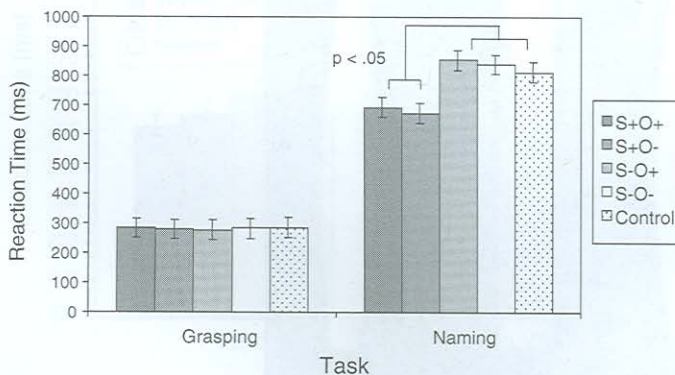 Reaction Time (ms)
1000
900
800
700
600
500
400
300
200
100
0
p < .05
Grasping
Naming
Task
S+O+
S+O-
S-O+
S-O-
Control